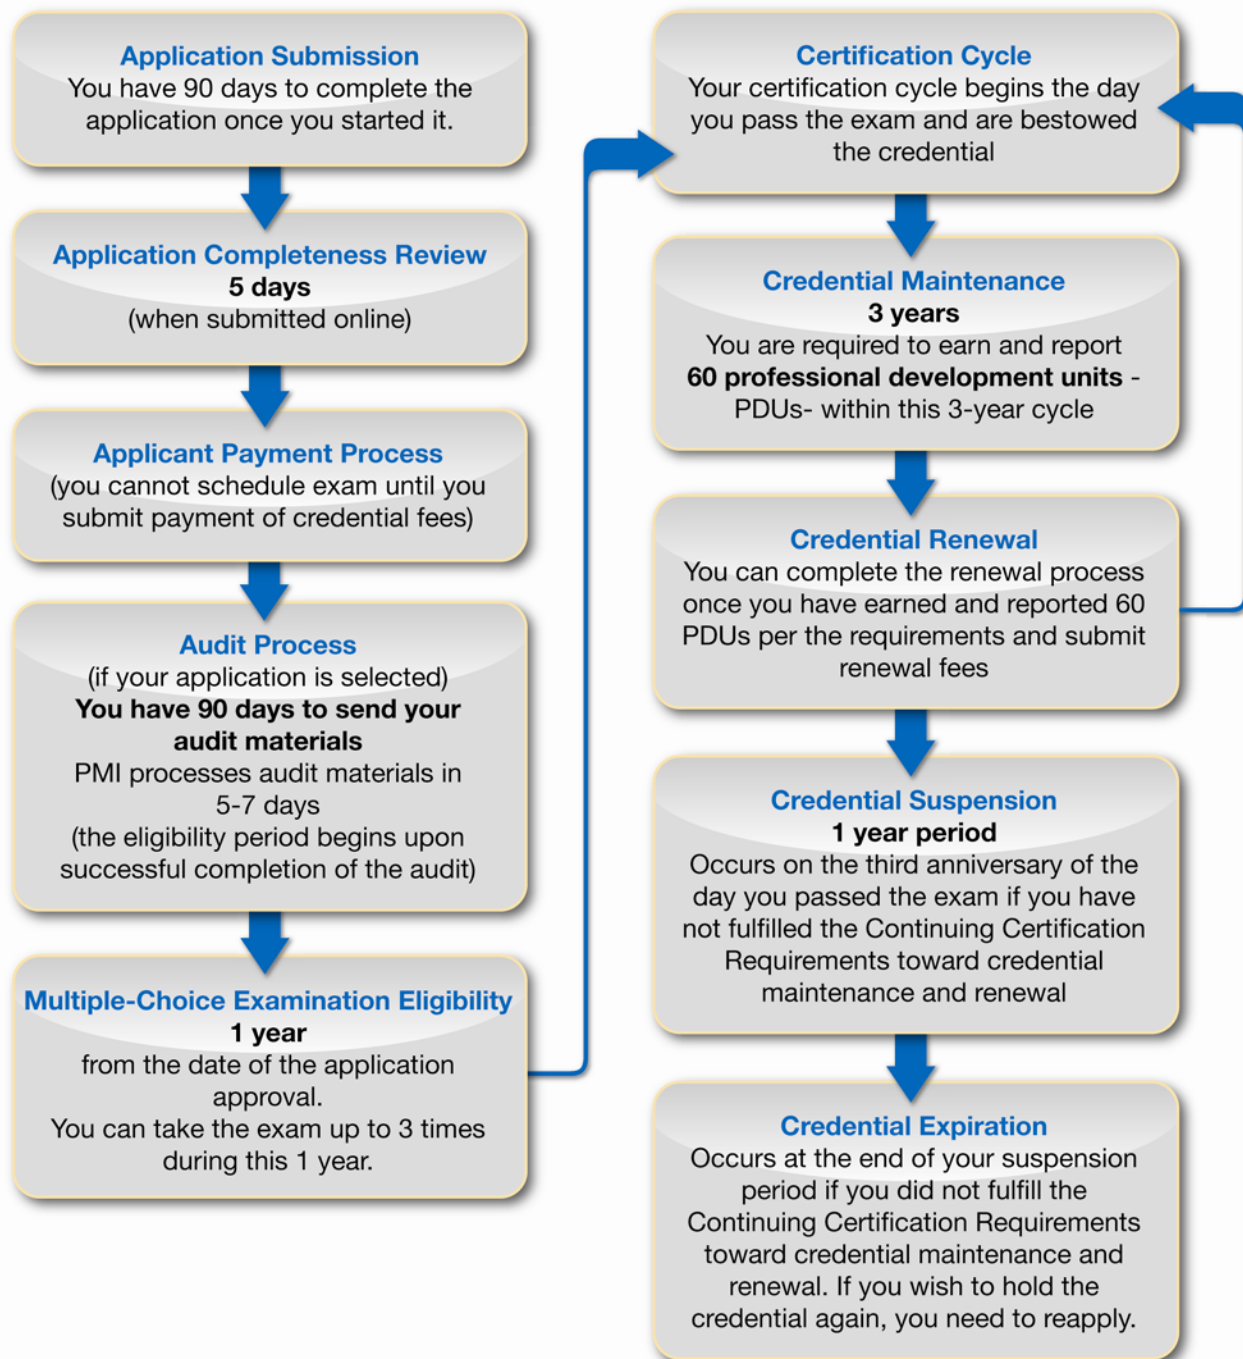 Application Submission
You have 90 days to complete the
application once you started it.
Application Completeness Review
5 days
(when submitted online)
Applicant Payment Process
(you cannot schedule exam until you
submit payment of credential fees)
Audit Process
(if your application is selected)
You have 90 days to send your
audit materials
PMI processes audit materials in
5-7 days
(the eligibility period begins upon
successful completion of the audit)
Multiple-Choice Examination Eligibility
1 year
from the date of the application
approval.
You can take the exam up to 3 times
during this 1 year.
Certification Cycle
Your certification cycle begins the day
you pass the exam and are bestowed
the credential
Credential Maintenance
3 years
You are required to earn and report
60 professional development units -
PDUs- within this 3-year cycle
Credential Renewal
You can complete the renewal process
once you have earned and reported 60
PDUs per the requirements and submit
renewal fees
Credential Suspension
1 year period
Occurs on the third anniversary of the
day you passed the exam if you have
not fulfilled the Continuing Certification
Requirements toward credential
maintenance and renewal
Credential Expiration
Occurs at the end of your suspension
period if you did not fulfill the
Continuing Certification Requirements
toward credential maintenance and
renewal. If you wish to hold the
credential again, you need to reapply.